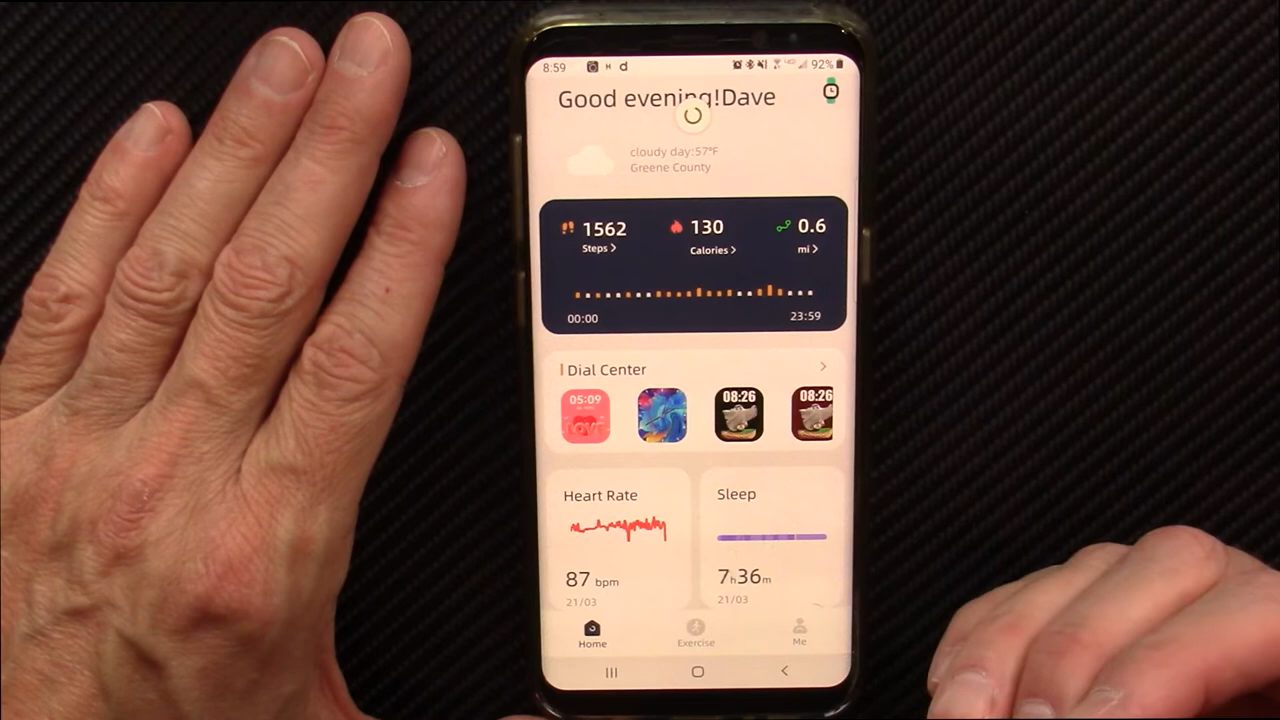 8:59 92%
Good evening!Dave
cloudy day:57°F
Greene County
1562 130 0.6
Steps > Calories > mi >
00:00 23:59
Dial Center >
05:09 08:26 08:26
LOVE
Heart Rate Sleep
87 bpm 7h36m
21/03 21/03
Home Exercise Me